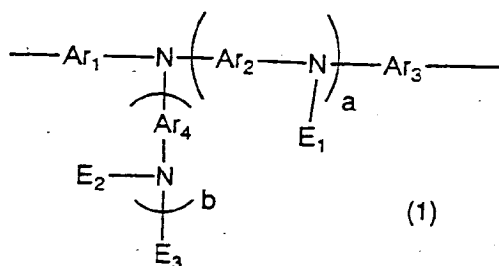 Ar₁ N Ar₂ N Ar₃
a
Ar₄ E₁
E₂ N
b (1)
E₃